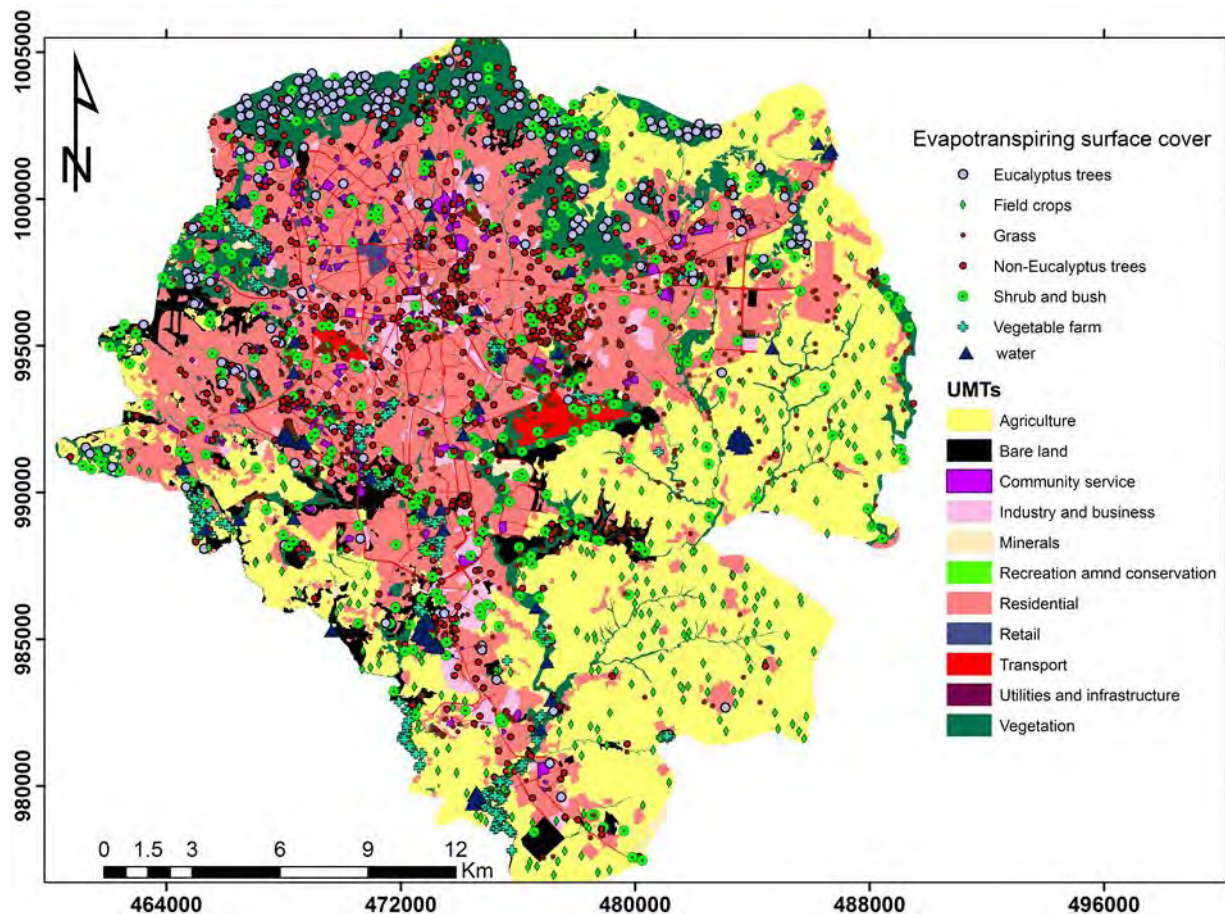 1005000
1000000
995000
990000
985000
980000
N
Evapotranspiring surface cover
Eucalyptus trees
Field crops
Grass
Non-Eucalyptus trees
Shrub and bush
Vegetable farm
water
UMTs
Agriculture
Bare land
Community service
Industry and business
Minerals
Recreation amnd conservation
Residential
Retail
Transport
Utilities and infrastructure
Vegetation
0 1.5 3 6 9 12
Km
464000 472000 480000 488000 496000